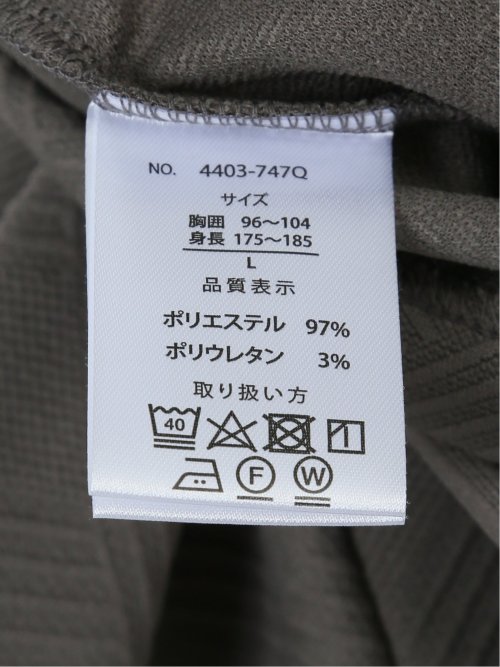 NO. 4403-747Q
サイズ
胸囲 96～104
身長 175～185
L
品質表示
ポリエステル 97%
ポリウレタン 3%
取り扱い方
40
F W